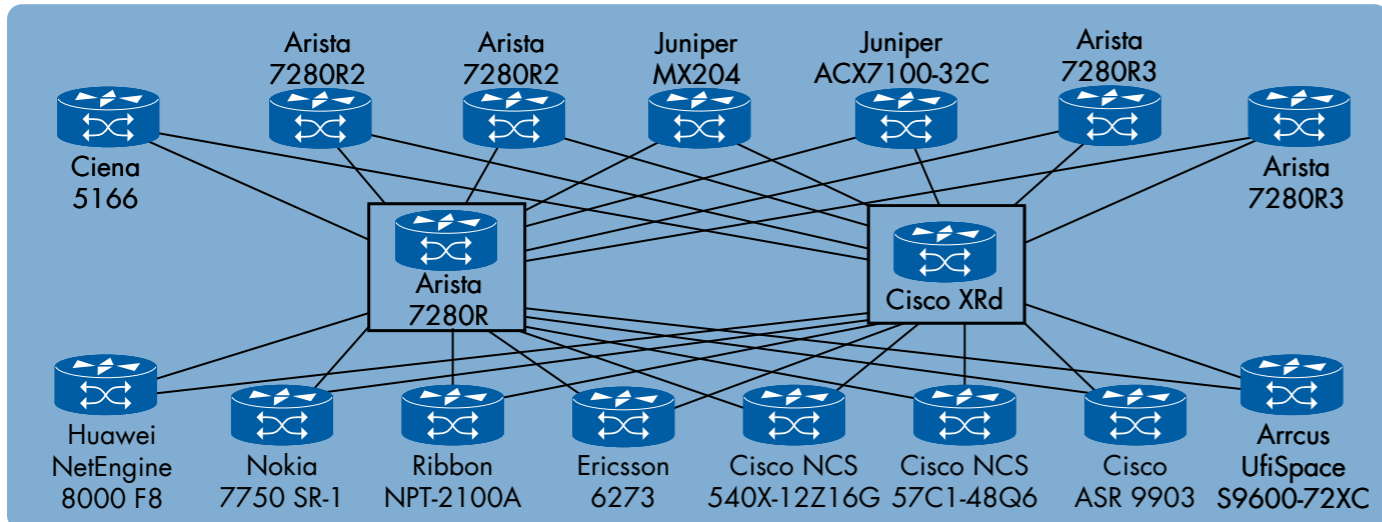 Arista
7280R2
Arista
7280R2
Juniper
MX204
Juniper
ACX7100-32C
Arista
7280R3
Ciena
5166
Arista
7280R3
Arista
7280R
Cisco XRd
Huawei
NetEngine
8000 F8
Nokia
7750 SR-1
Ribbon
NPT-2100A
Ericsson
6273
Cisco NCS
540X-12Z16G
Cisco NCS
57C1-48Q6
Cisco
ASR 9903
Arrcus
UfiSpace
S9600-72XC